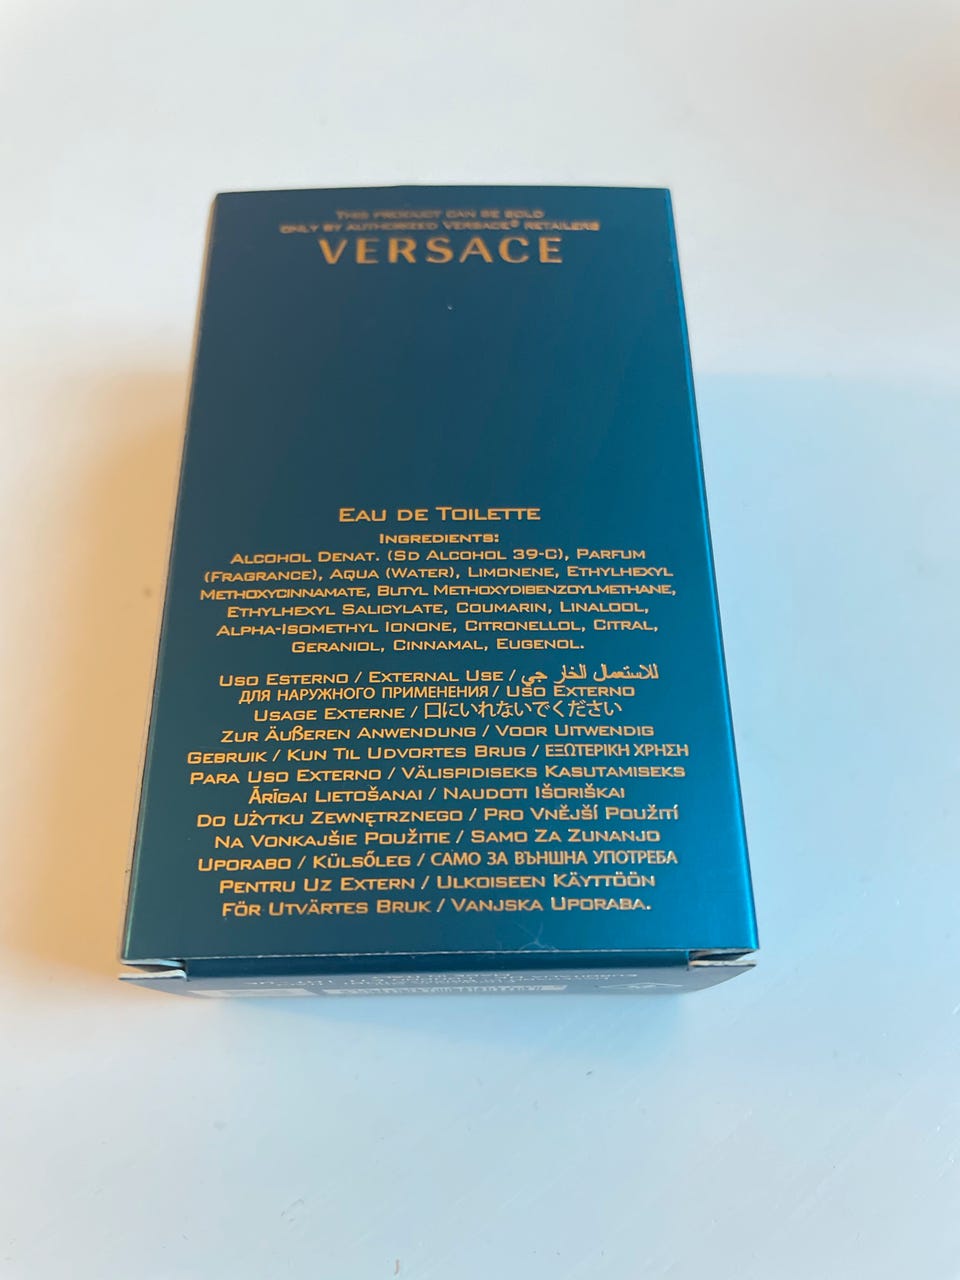 THIS PRODUCT CAN BE SOLD
ONLY BY AUTHORIZED VERSACE® RETAILERS
VERSACE
EAU DE TOILETTE
INGREDIENTS:
ALCOHOL DENAT. (SD ALCOHOL 39-C), PARFUM
(FRAGRANCE), AQUA (WATER), LIMONENE, ETHYLHEXYL
METHOXYCINNAMATE, BUTYL METHOXYDIBENZOYLMETHANE,
ETHYLHEXYL SALICYLATE, COUMARIN, LINALOOL,
ALPHA-ISOMETHYL IONONE, CITRONELLOL, CITRAL,
GERANIOL, CINNAMAL, EUGENOL.
USO ESTERNO / EXTERNAL USE / للاستعمال الخارجي
ДЛЯ НАРУЖНОГО ПРИМЕНЕНИЯ / USO EXTERNO
USAGE EXTERNE / 口にいれないでください
ZUR ÄUßEREN ANWENDUNG / VOOR UITWENDIG
GEBRUIK / KUN TIL UDVORTES BRUG / ΕΞΩΤΕΡΙΚΗ ΧΡΗΣΗ
PARA USO EXTERNO / VÄLISPIDISEKS KASUTAMISEKS
ĀRĪGAI LIETOŠANAI / NAUDOTI IŠORIŠKAI
DO UŻYTKU ZEWNĘTRZNEGO / PRO VNĚJŠÍ POUŽITÍ
NA VONKAJŠIE POUŽITIE / SAMO ZA ZUNANJO
UPORABO / KÜLSŐLEG / САМО ЗА ВЪНШНА УПОТРЕБА
PENTRU UZ EXTERN / ULKOISEEN KÄYTTÖÖN
FÖR UTVÄRTES BRUK / VANJSKA UPORABA.